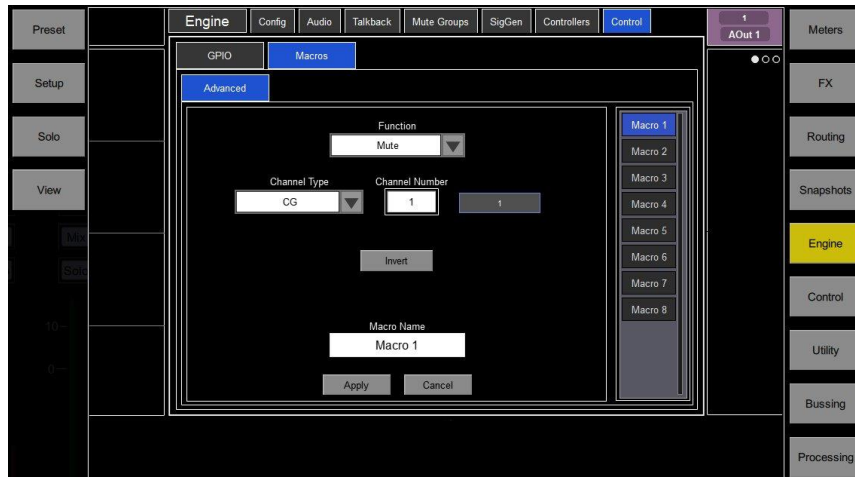 Preset
Setup
Solo
View
Mix
Solo
10
0
Engine Config Audio Talkback Mute Groups SigGen Controllers Control
GPIO Macros
Advanced
Function
Mute
Channel Type Channel Number
CG 1 1
Invert
Macro Name
Macro 1
Apply Cancel
Macro 1
Macro 2
Macro 3
Macro 4
Macro 5
Macro 6
Macro 7
Macro 8
1
AOut 1
Meters
FX
Routing
Snapshots
Engine
Control
Utility
Bussing
Processing